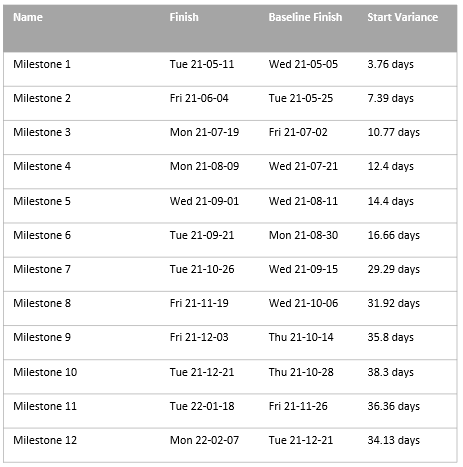 Name Finish Baseline Finish Start Variance
Milestone 1 Tue 21-05-11 Wed 21-05-05 3.76 days
Milestone 2 Fri 21-06-04 Tue 21-05-25 7.39 days
Milestone 3 Mon 21-07-19 Fri 21-07-02 10.77 days
Milestone 4 Mon 21-08-09 Wed 21-07-21 12.4 days
Milestone 5 Wed 21-09-01 Wed 21-08-11 14.4 days
Milestone 6 Tue 21-09-21 Mon 21-08-30 16.66 days
Milestone 7 Tue 21-10-26 Wed 21-09-15 29.29 days
Milestone 8 Fri 21-11-19 Wed 21-10-06 31.92 days
Milestone 9 Fri 21-12-03 Thu 21-10-14 35.8 days
Milestone 10 Tue 21-12-21 Thu 21-10-28 38.3 days
Milestone 11 Tue 22-01-18 Fri 21-11-26 36.36 days
Milestone 12 Mon 22-02-07 Tue 21-12-21 34.13 days